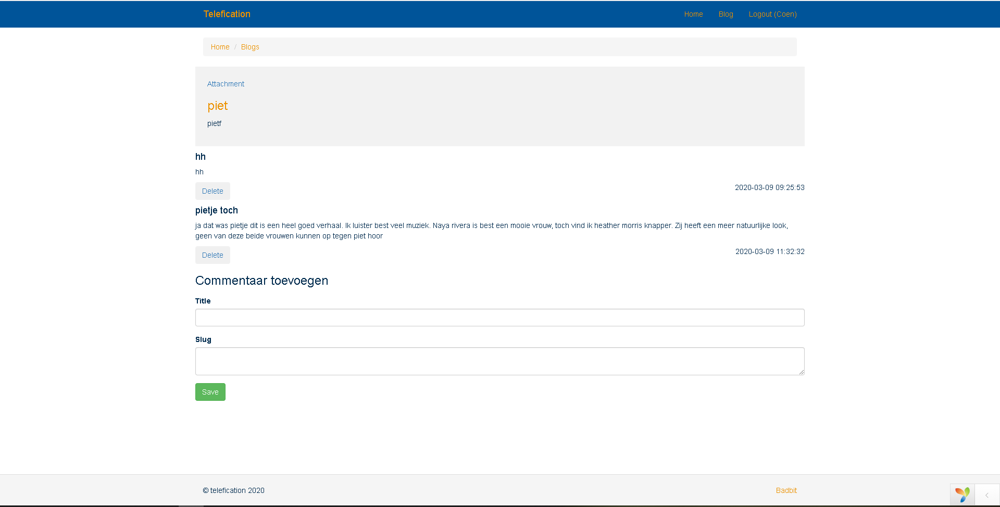 Telefication
Home Blog Logout (Coen)
Home / Blogs
Attachment
piet
pietf
hh
hh
Delete 2020-03-09 09:25:53
pietje toch
ja dat was pietje dit is een heel goed verhaal. Ik luister best veel muziek. Naya rivera is best een mooie vrouw, toch vind ik heather morris knapper. Zij heeft een meer natuurlijke look,
geen van deze beide vrouwen kunnen op tegen piet hoor
Delete 2020-03-09 11:32:32
Commentaar toevoegen
Title
Slug
Save
© telefication 2020 Badbit